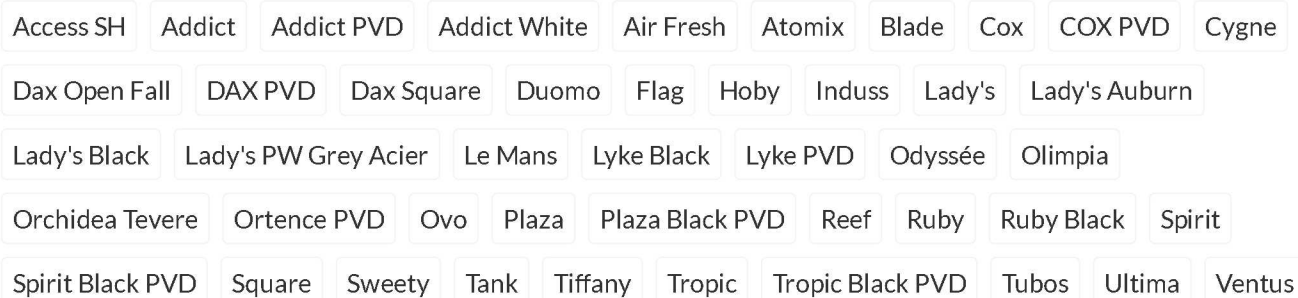 Access SH Addict Addict PVD Addict White Air Fresh Atomix Blade Cox COX PVD Cygne
Dax Open Fall DAX PVD Dax Square Duomo Flag Hoby Induss Lady's Lady's Auburn
Lady's Black Lady's PW Grey Acier Le Mans Lyke Black Lyke PVD Odyssée Olimpia
Orchidea Tevere Ortence PVD Ovo Plaza Plaza Black PVD Reef Ruby Ruby Black Spirit
Spirit Black PVD Square Sweety Tank Tiffany Tropic Tropic Black PVD Tubos Ultima Ventus